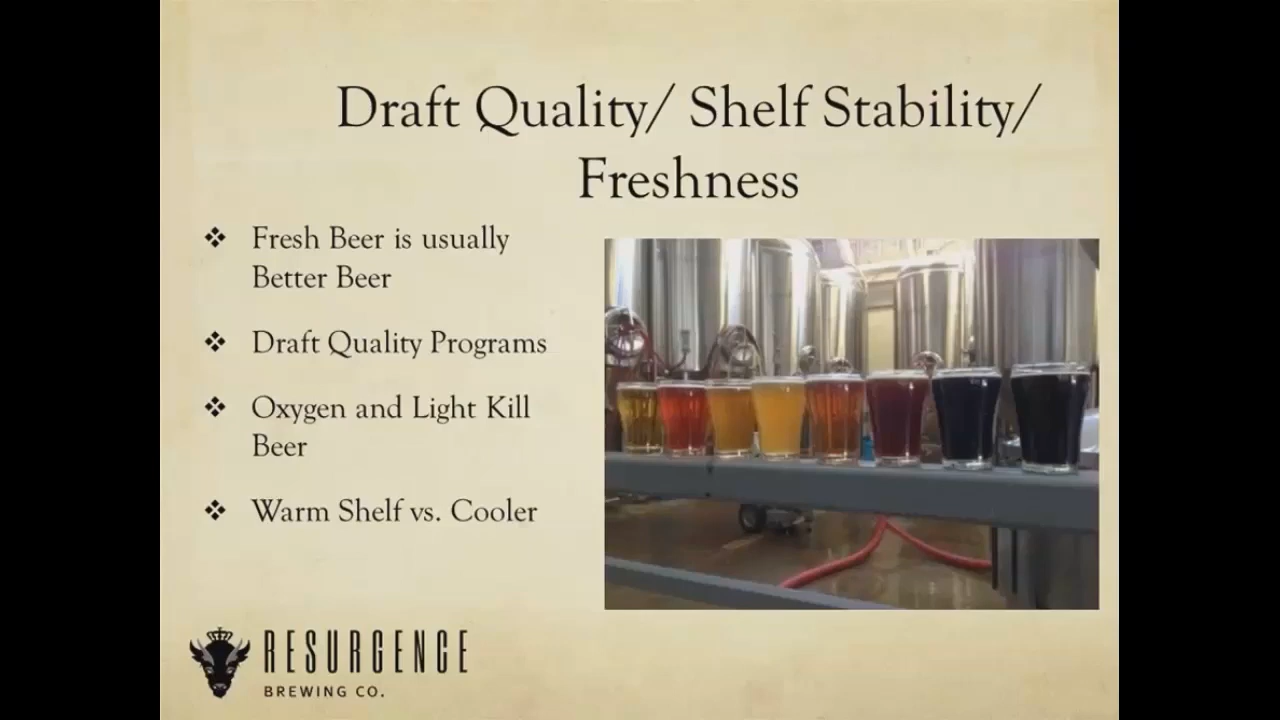 Draft Quality/ Shelf Stability/
Freshness
Fresh Beer is usually
Better Beer
Draft Quality Programs
Oxygen and Light Kill
Beer
Warm Shelf vs. Cooler
RESURGENCE
BREWING CO.